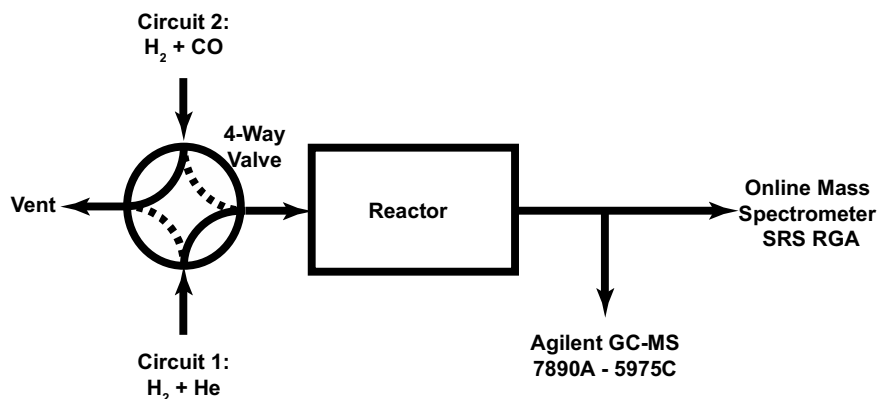 Circuit 2:
H₂ + CO
4-Way
Valve
Vent
Reactor
Online Mass
Spectrometer
SRS RGA
Agilent GC-MS
7890A - 5975C
Circuit 1:
H₂ + He